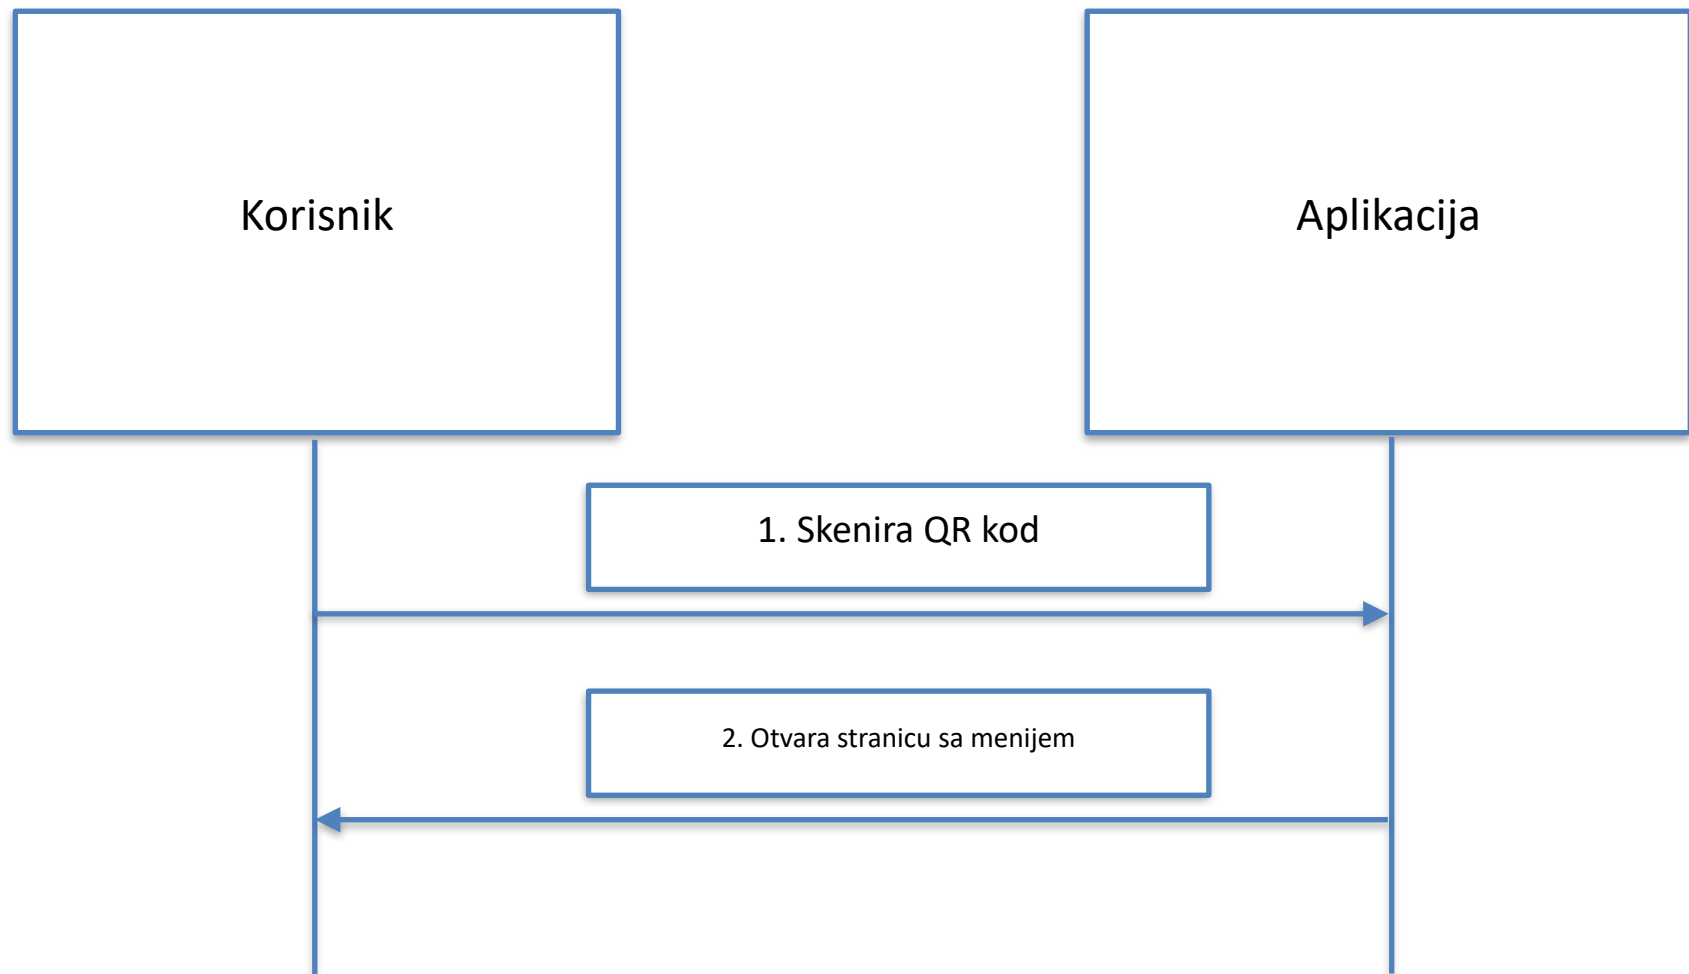 Korisnik
Aplikacija
1. Skenira QR kod
2. Otvara stranicu sa menijem